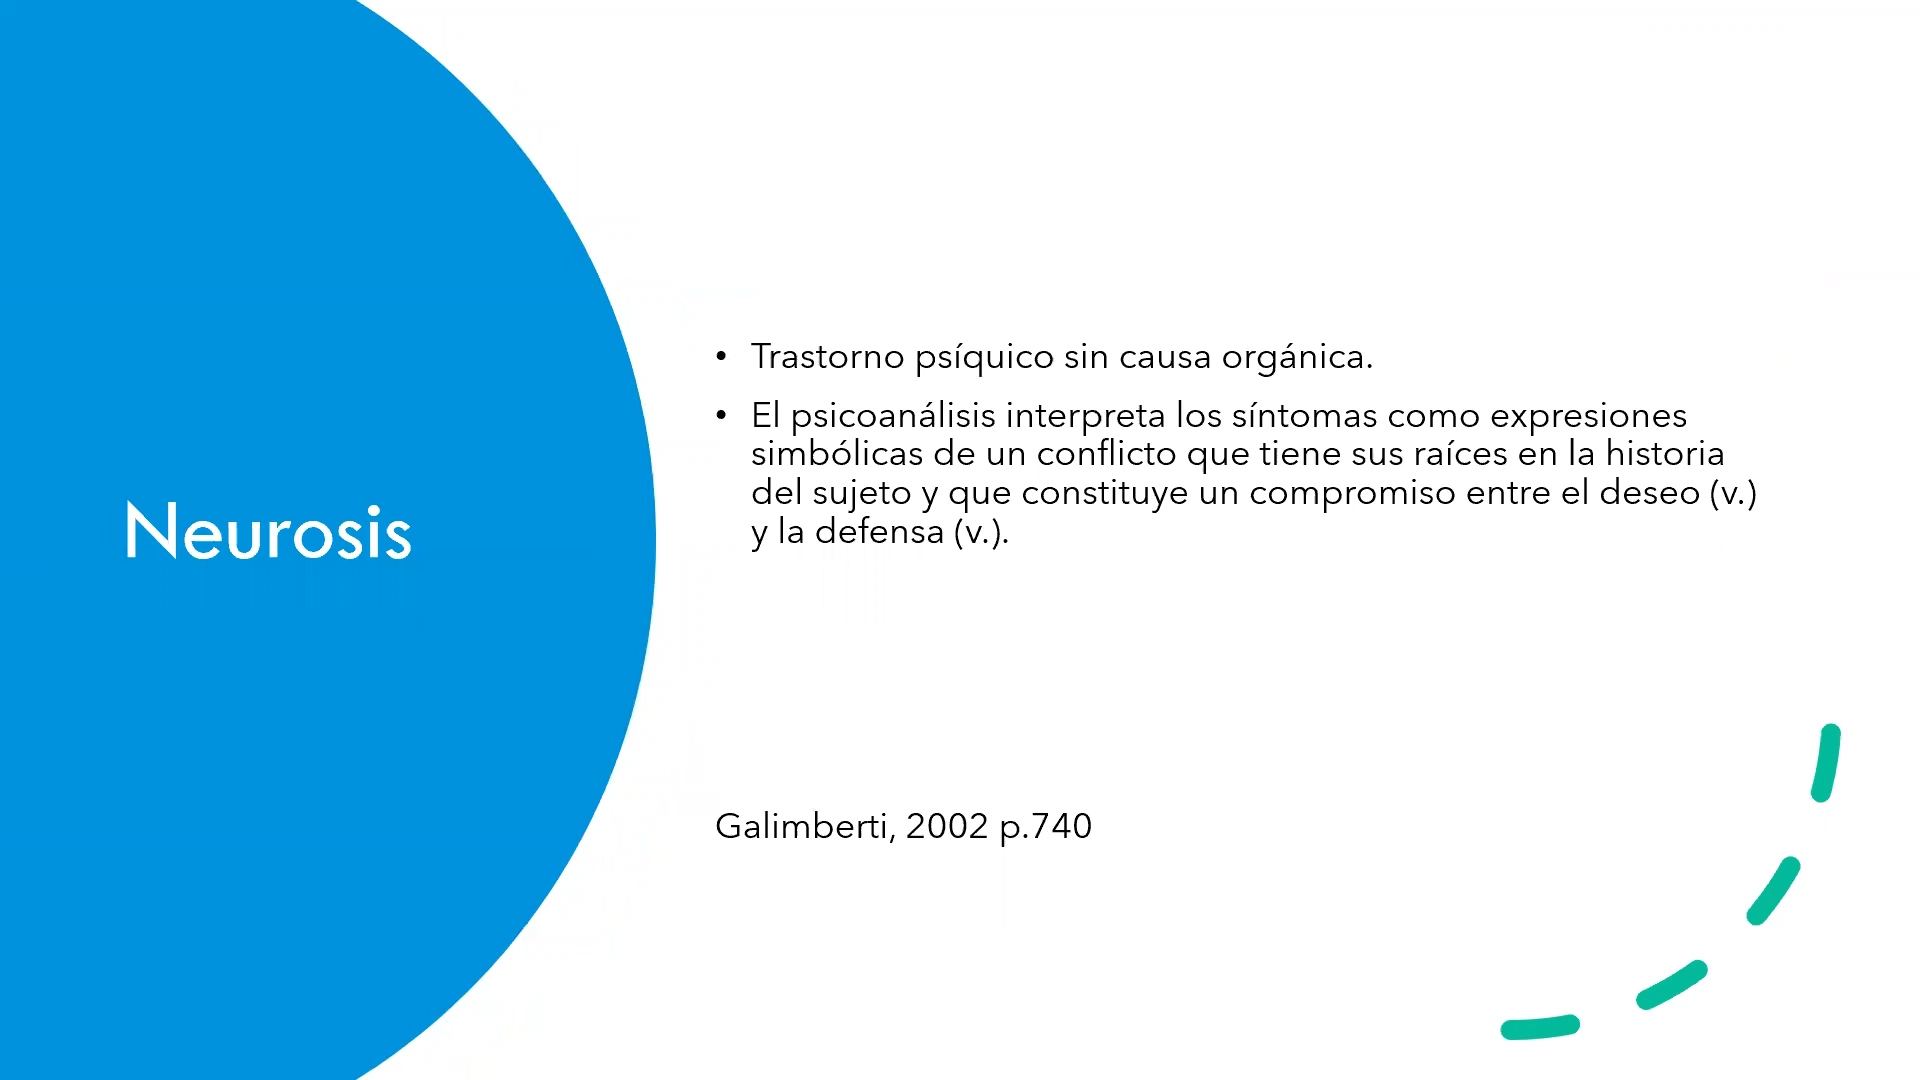 Neurosis
• Trastorno psíquico sin causa orgánica.
• El psicoanálisis interpreta los síntomas como expresiones
simbólicas de un conflicto que tiene sus raíces en la historia
del sujeto y que constituye un compromiso entre el deseo (v.)
y la defensa (v.).
Galimberti, 2002 p.740